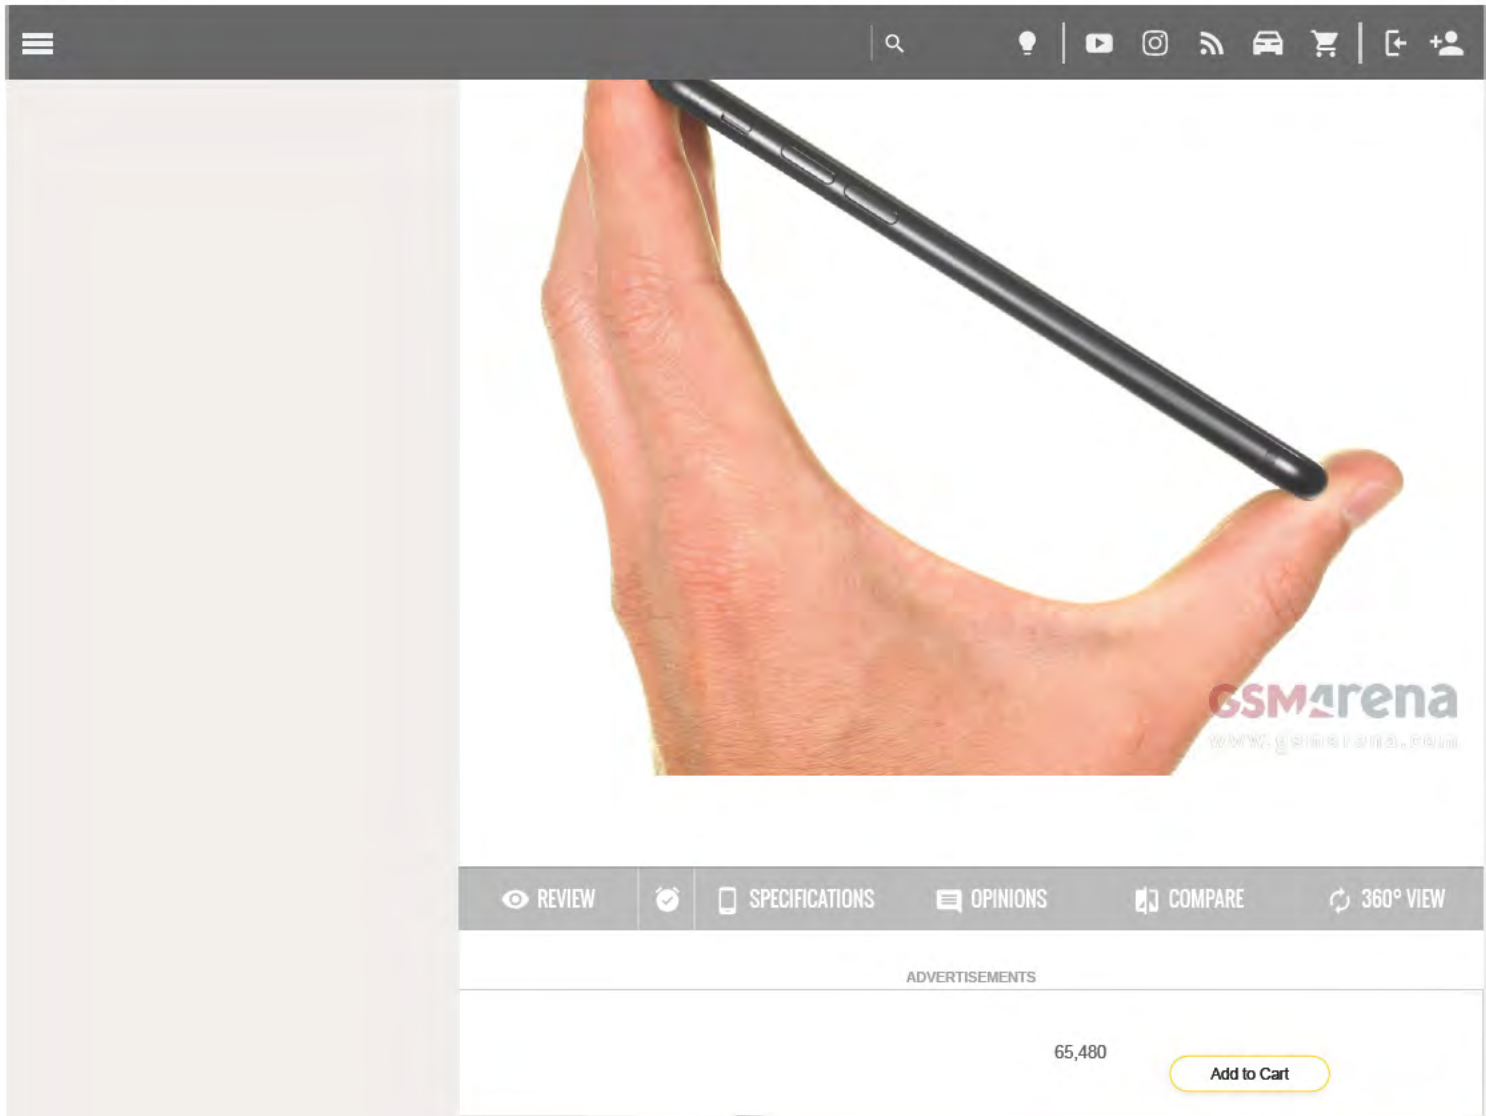 GSMarena
www.gsmarena.com
REVIEW
SPECIFICATIONS
OPINIONS
COMPARE
360° VIEW
ADVERTISEMENTS
65,480
Add to Cart